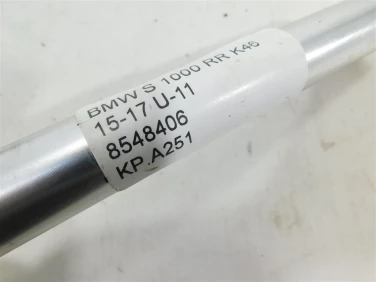 BMW S 1000 RR K46
15-17 U-11
8548406
KP.A251